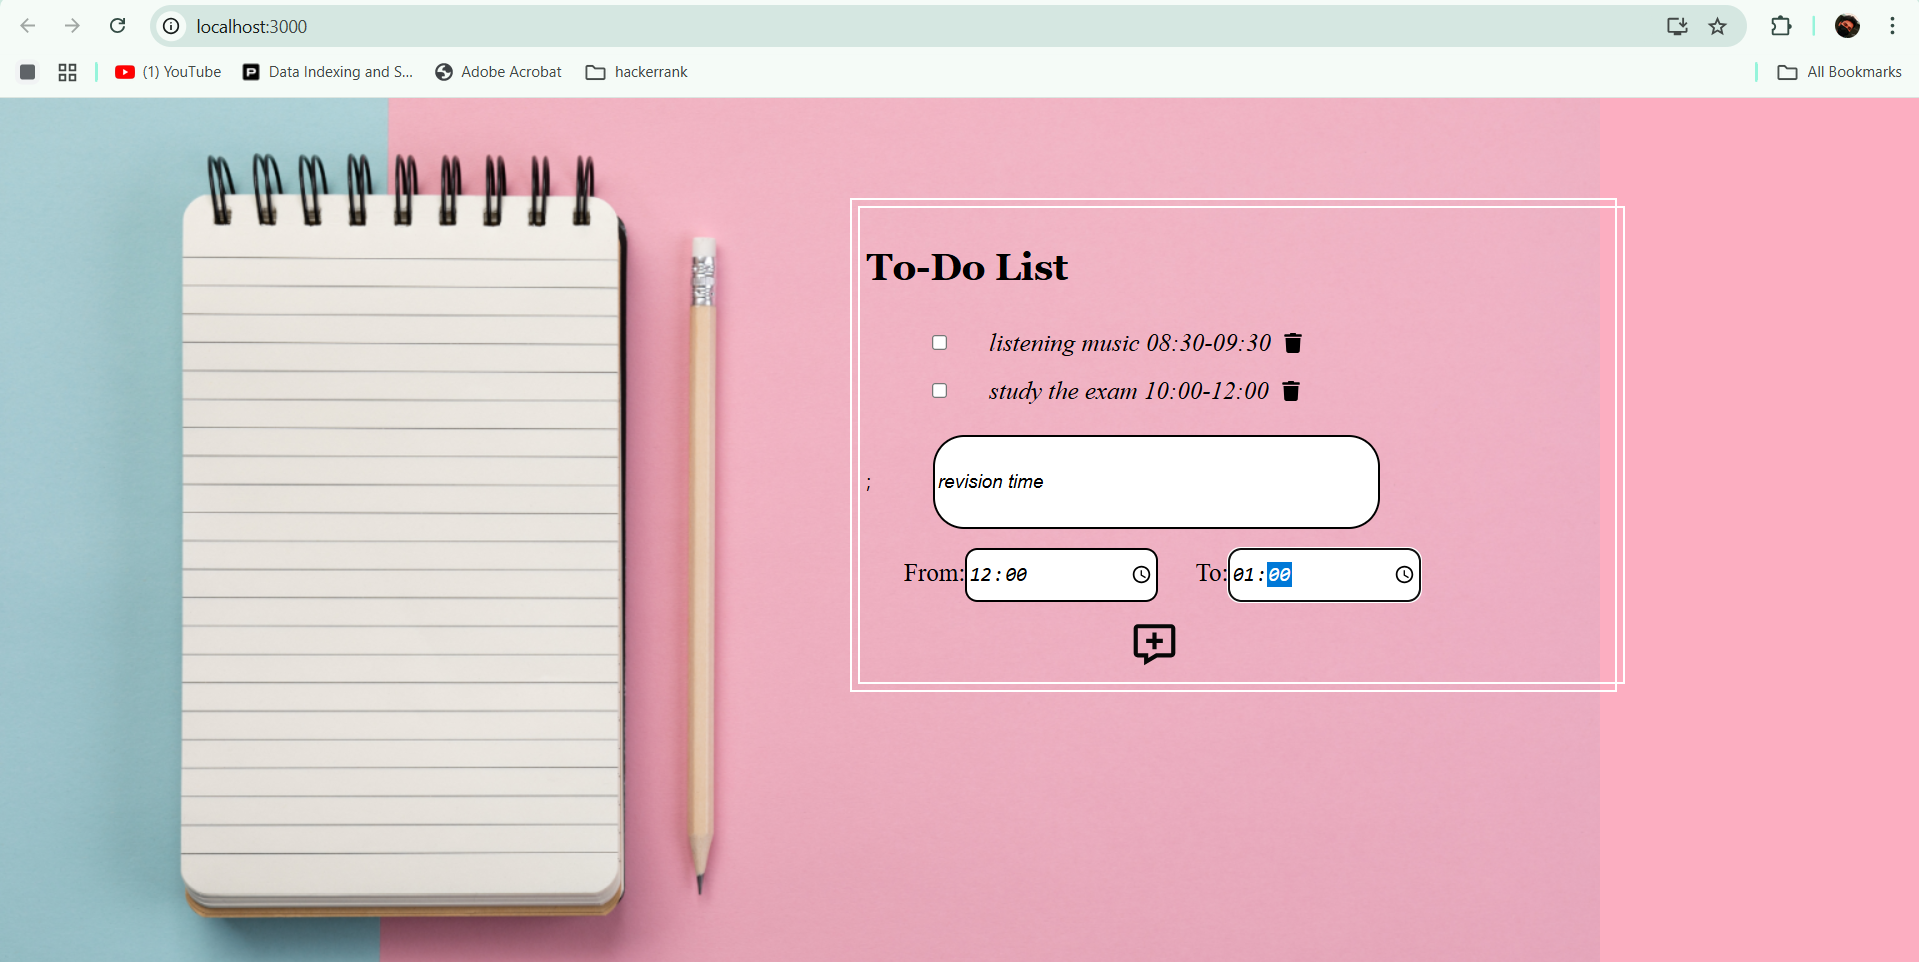 localhost:3000
(1) YouTube
Data Indexing and S...
Adobe Acrobat
hackerrank
All Bookmarks
To-Do List
listening music 08:30-09:30
study the exam 10:00-12:00
; revision time
From: 12:00 To: 01:00